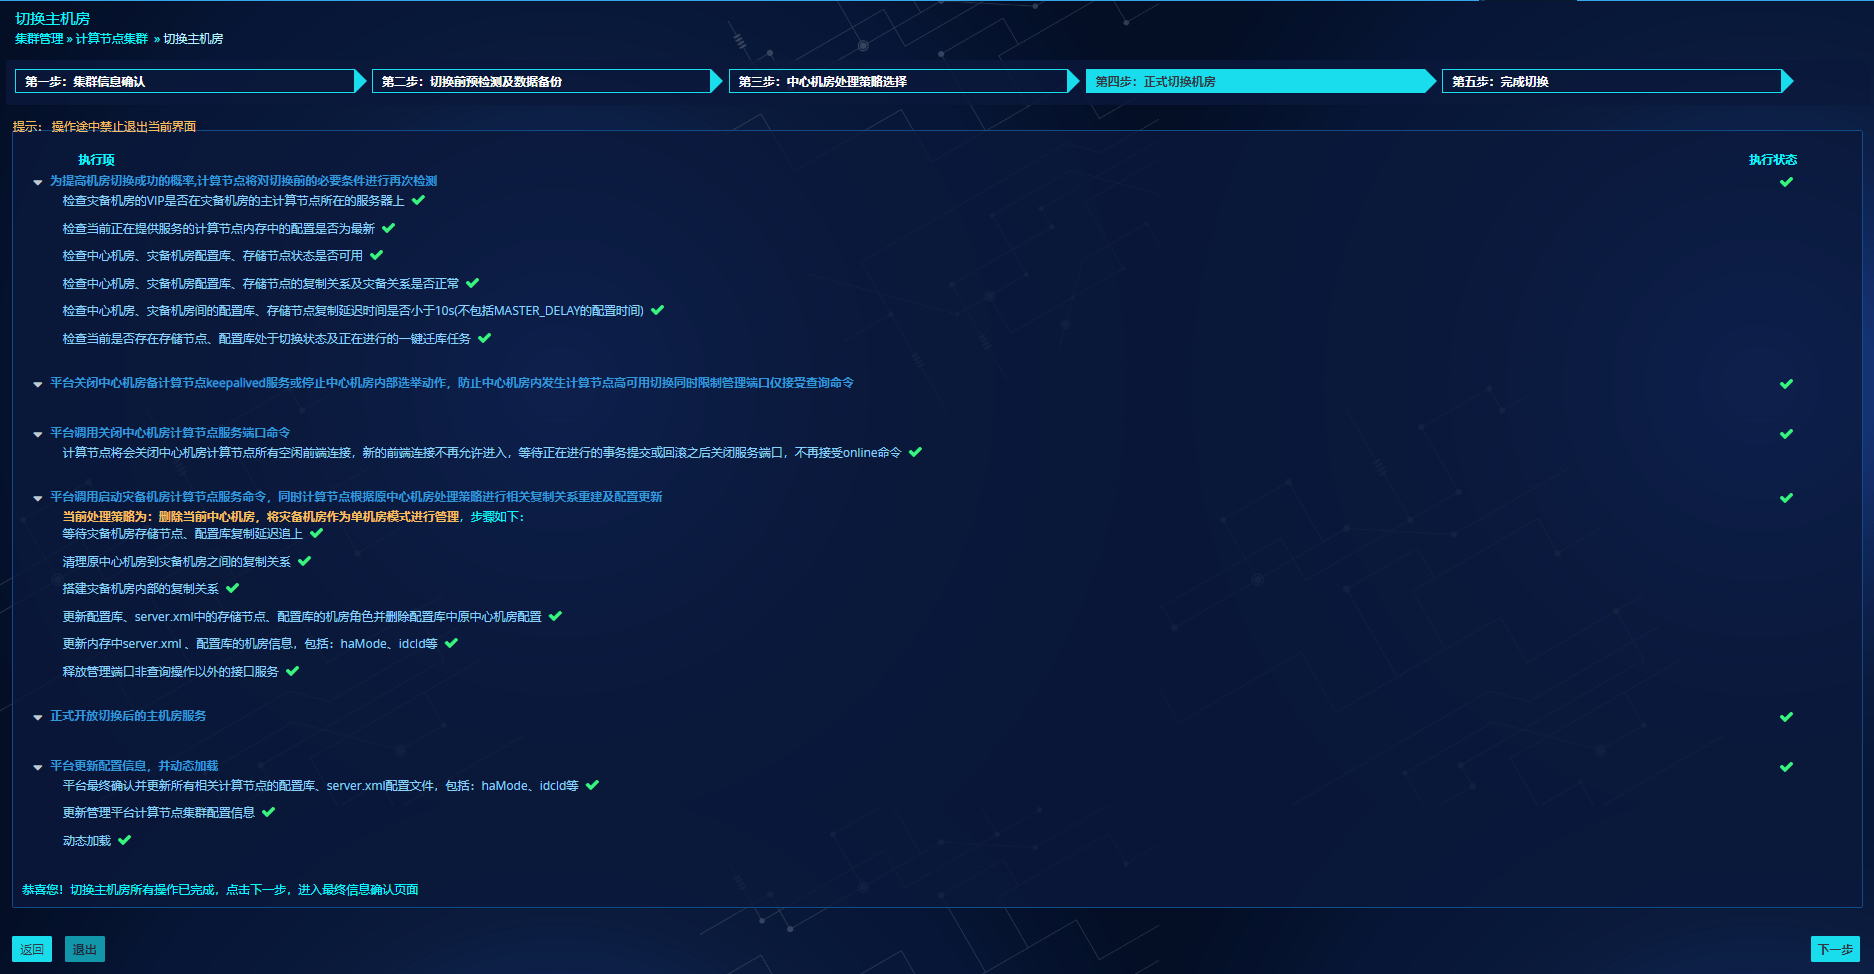 切换主机房
集群管理 » 计算节点集群 » 切换主机房
第一步：集群信息确认
第二步：切换前预检测及数据备份
第三步：中心机房处理策略选择
第四步：正式切换机房
第五步：完成切换
提示： 操作途中禁止退出当前界面
执行项 执行状态
为提高机房切换成功的概率,计算节点将对切换前的必要条件进行再次检测
检查灾备机房的VIP是否在灾备机房的主计算节点所在的服务器上
检查当前正在提供服务的计算节点内存中的配置是否为最新
检查中心机房、灾备机房配置库、存储节点状态是否可用
检查中心机房、灾备机房配置库、存储节点的复制关系及灾备关系是否正常
检查中心机房、灾备机房间的配置库、存储节点复制延迟时间是否小于10s(不包括MASTER_DELAY的配置时间)
检查当前是否存在存储节点、配置库处于切换状态及正在进行的一键迁库任务
平台关闭中心机房备计算节点keepalived服务或停止中心机房内部选举动作，防止中心机房内发生计算节点高可用切换同时限制管理端口仅接受查询命令
平台调用关闭中心机房计算节点服务端口命令
计算节点将会关闭中心机房计算节点所有空闲前端连接，新的前端连接不再允许进入，等待正在进行的事务提交或回滚之后关闭服务端口，不再接受online命令
平台调用启动灾备机房计算节点服务命令，同时计算节点根据原中心机房处理策略进行相关复制关系重建及配置更新
当前处理策略为：删除当前中心机房，将灾备机房作为单机房模式进行管理，步骤如下：
等待灾备机房存储节点、配置库复制延迟追上
清理原中心机房到灾备机房之间的复制关系
搭建灾备机房内部的复制关系
更新配置库、server.xml中的存储节点、配置库的机房角色并删除配置库中原中心机房配置
更新内存中server.xml 、配置库的机房信息，包括：haMode、idcId等
释放管理端口非查询操作以外的接口服务
正式开放切换后的主机房服务
平台更新配置信息，并动态加载
平台最终确认并更新所有相关计算节点的配置库、server.xml配置文件，包括：haMode、idcId等
更新管理平台计算节点集群配置信息
动态加载
恭喜您！切换主机房所有操作已完成，点击下一步，进入最终信息确认页面
返回 退出 下一步